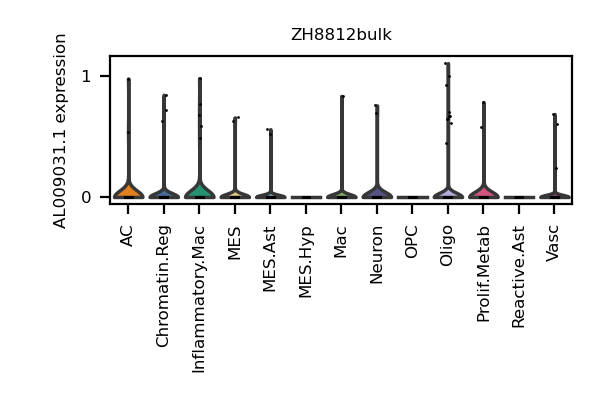 ZH8812bulk
AL009031.1 expression
1
0
AC
Chromatin.Reg
Inflammatory.Mac
MES
MES.Ast
MES.Hyp
Mac
Neuron
OPC
Oligo
Prolif.Metab
Reactive.Ast
Vasc